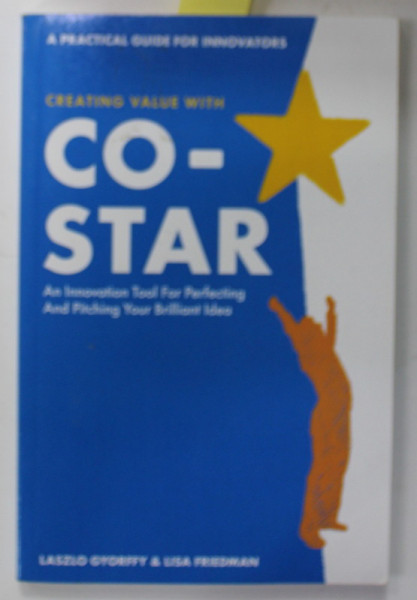 A PRACTICAL GUIDE FOR INNOVATORS
CREATING VALUE WITH
CO-
STAR
An Innovation Tool For Perfecting
And Pitching Your Brilliant Idea
LASZLO GYORFFY & LISA FRIEDMAN